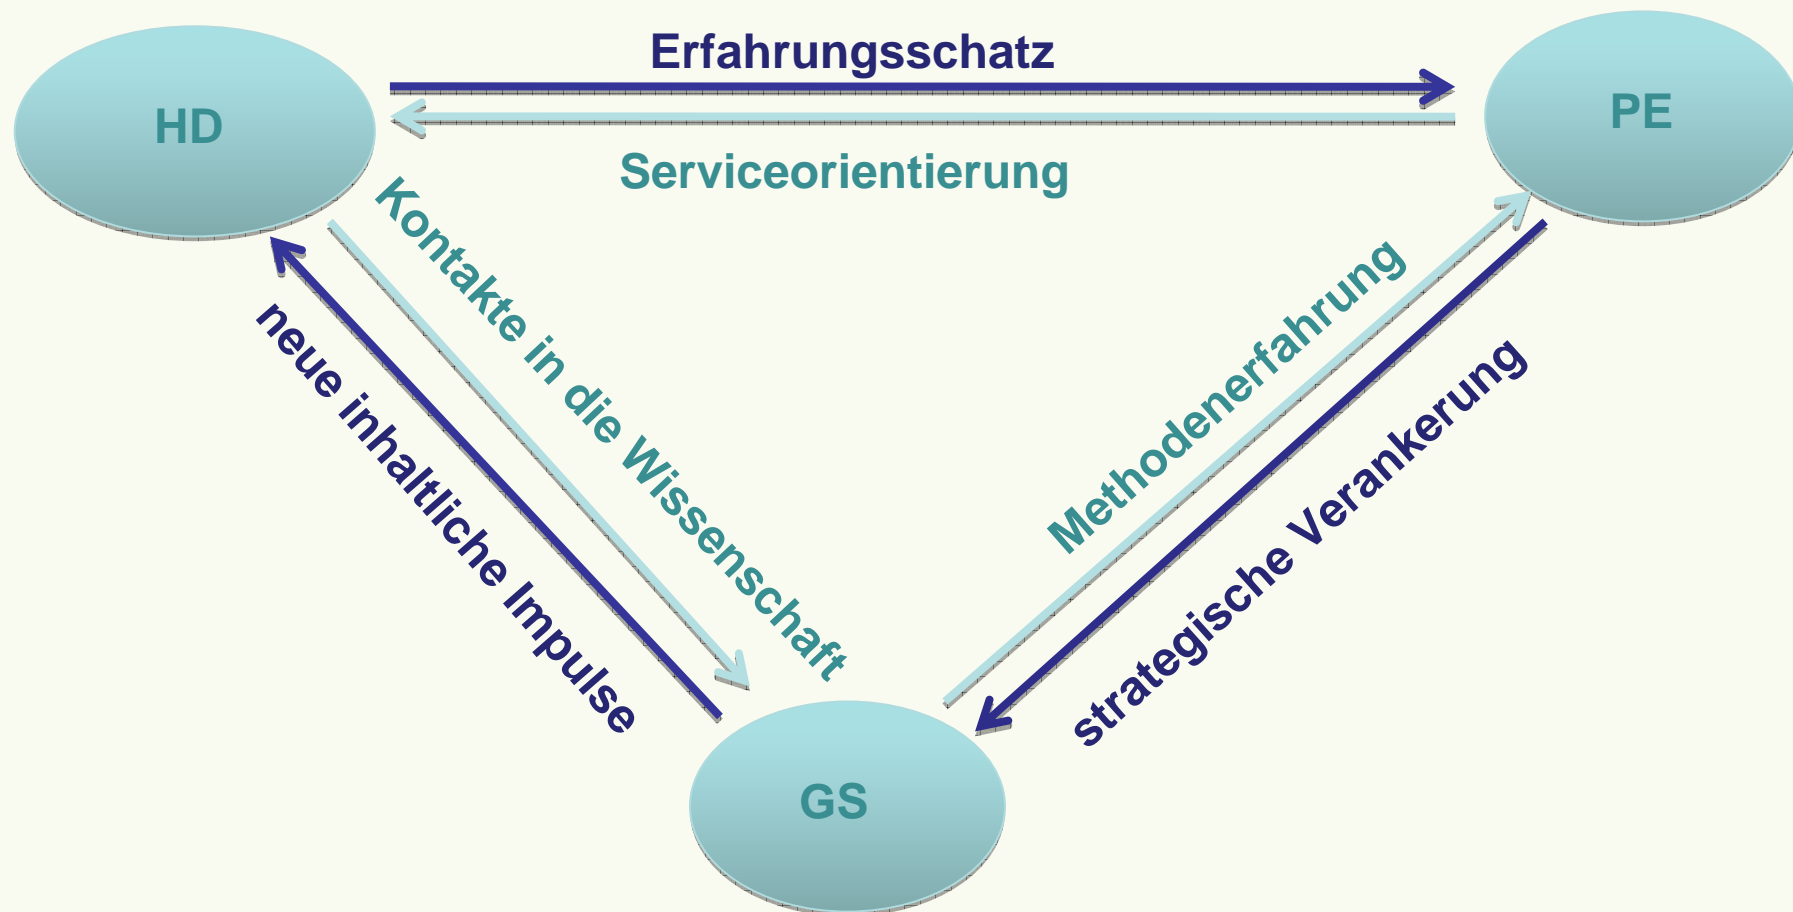 Erfahrungsschatz
HD
PE
Serviceorientierung
Kontakte in die Wissenschaft
neue inhaltliche Impulse
Methodenerfahrung
strategische Verankerung
GS